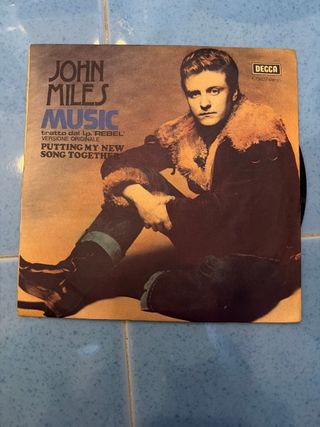 JOHN
MILES
MUSIC
tratto dal l.p. 'REBEL'
VERSIONE ORIGINALE
PUTTING MY NEW
SONG TOGETHER
DECCA